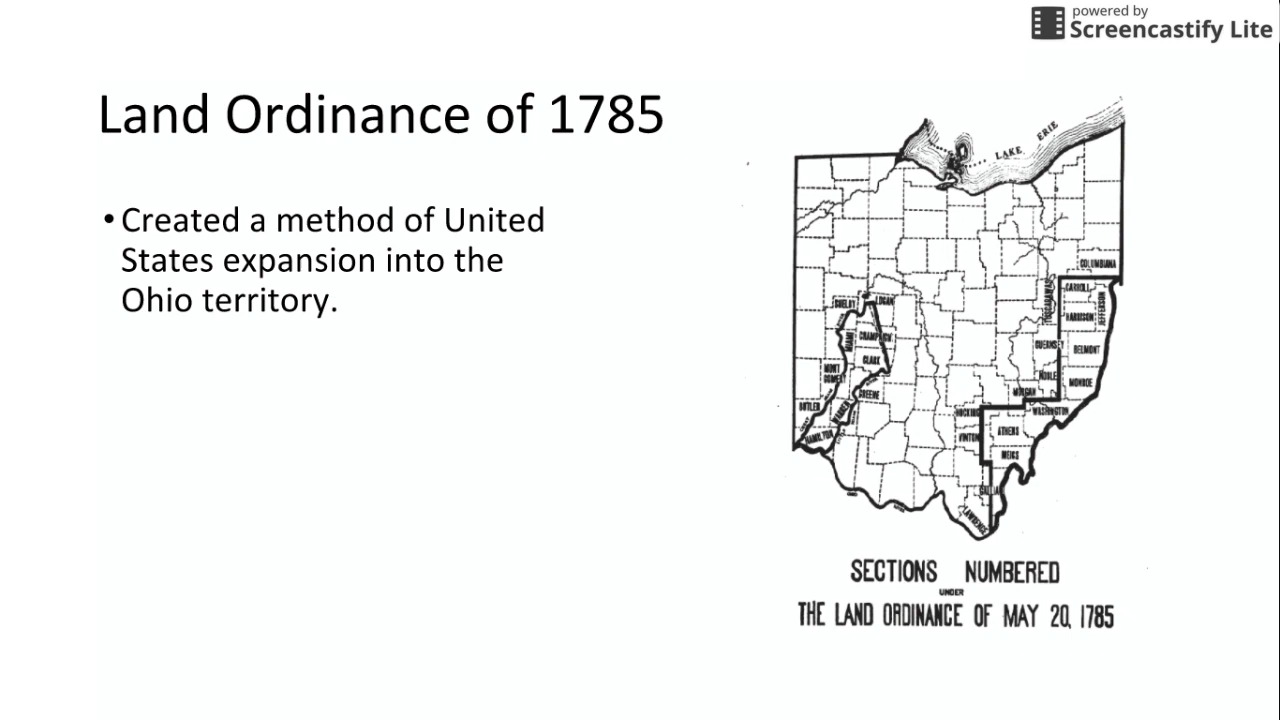 powered by
Screencastify Lite
Land Ordinance of 1785
• Created a method of United
States expansion into the
Ohio territory.
LAKE ERIE
COLUMBIANA
CARROLL
JEFFERSON
HARRISON
TUSCARAWAS
SHELBY
LOGAN
MIAMI
CHAMPAIGN
GUERNSEY
BELMONT
CLARK
MONT
GOMERY
NOBLE
MONROE
GREENE
MORGAN
BUTLER
WARREN
HOCKING
WASHINGTON
HAMILTON
VINTON
ATHENS
MEIGS
GALLIA
LAWRENCE
SECTIONS NUMBERED
UNDER
THE LAND ORDINANCE OF MAY 20, 1785